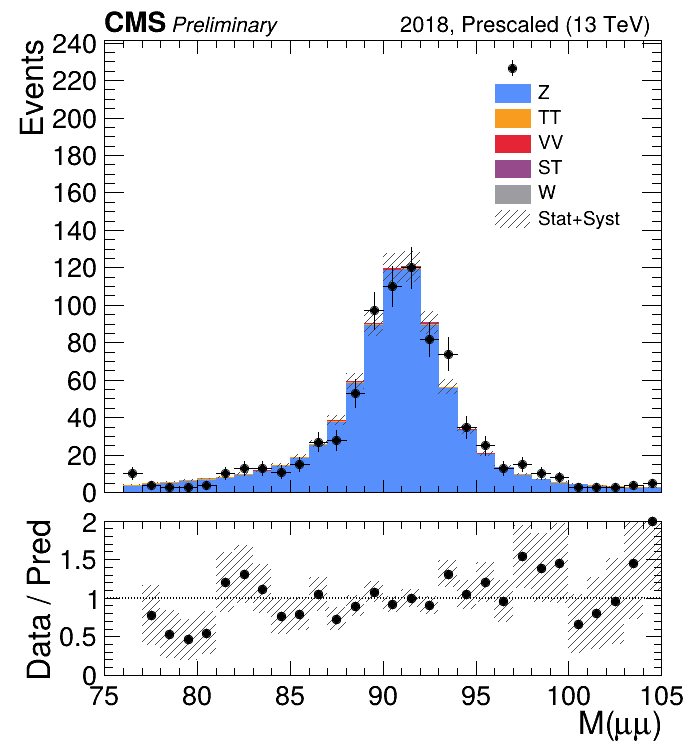 CMS Preliminary 2018, Prescaled (13 TeV)
Events
240
220
200
180
160
140
120
100
80
60
40
20
0
Z
TT
VV
ST
W
Stat+Syst
Data / Pred
2
1.5
1
0.5
0
75 80 85 90 95 100 105
M(μμ)